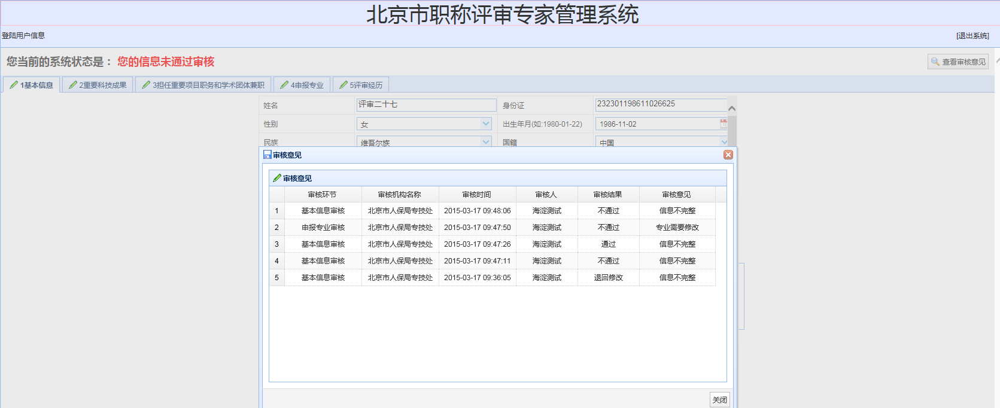 北京市职称评审专家管理系统
登陆用户信息 [退出系统]
您当前的系统状态是： 您的信息未通过审核 查看审核意见
1基本信息 2重要科技成果 3担任重要项目职务和学术团体兼职 4申报专业 5评审经历
姓名 评审二十七 身份证 232301198611026625
性别 女 出生年月(如:1980-01-22) 1986-11-02
民族 维吾尔族 国籍 中国
审核意见
审核意见
审核环节 审核机构名称 审核时间 审核人 审核结果 审核意见
1 基本信息审核 北京市人保局专技处 2015-03-17 09:48:06 海淀测试 不通过 信息不完整
2 申报专业审核 北京市人保局专技处 2015-03-17 09:47:50 海淀测试 不通过 专业需要修改
3 基本信息审核 北京市人保局专技处 2015-03-17 09:47:26 海淀测试 通过 信息不完整
4 基本信息审核 北京市人保局专技处 2015-03-17 09:47:11 海淀测试 不通过 信息不完整
5 基本信息审核 北京市人保局专技处 2015-03-17 09:36:05 海淀测试 退回修改 信息不完整
关闭